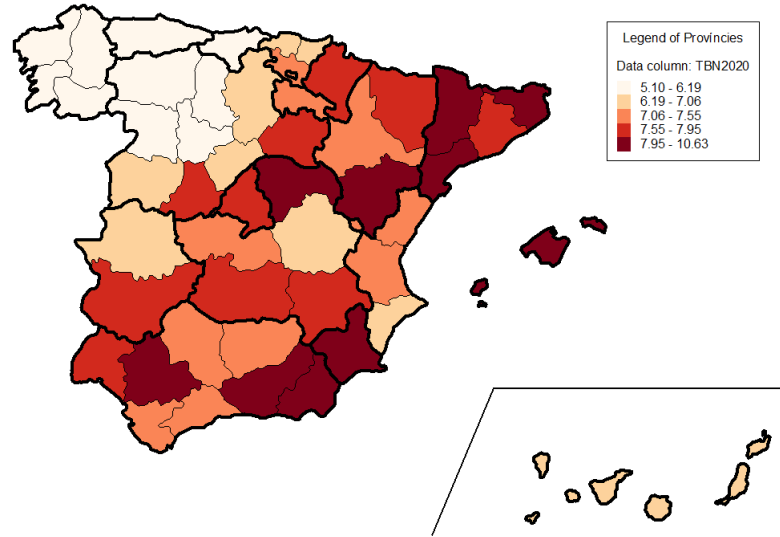 Legend of Provincies
Data column: TBN2020
5.10 - 6.19
6.19 - 7.06
7.06 - 7.55
7.55 - 7.95
7.95 - 10.63